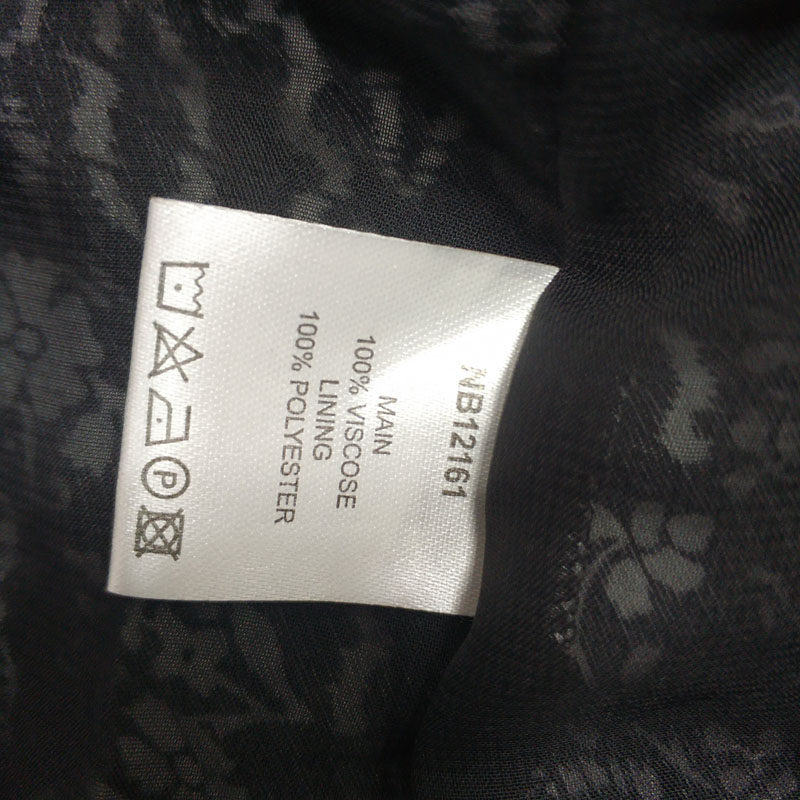 NB12161
MAIN
100% VISCOSE
LINING
100% POLYESTER
P